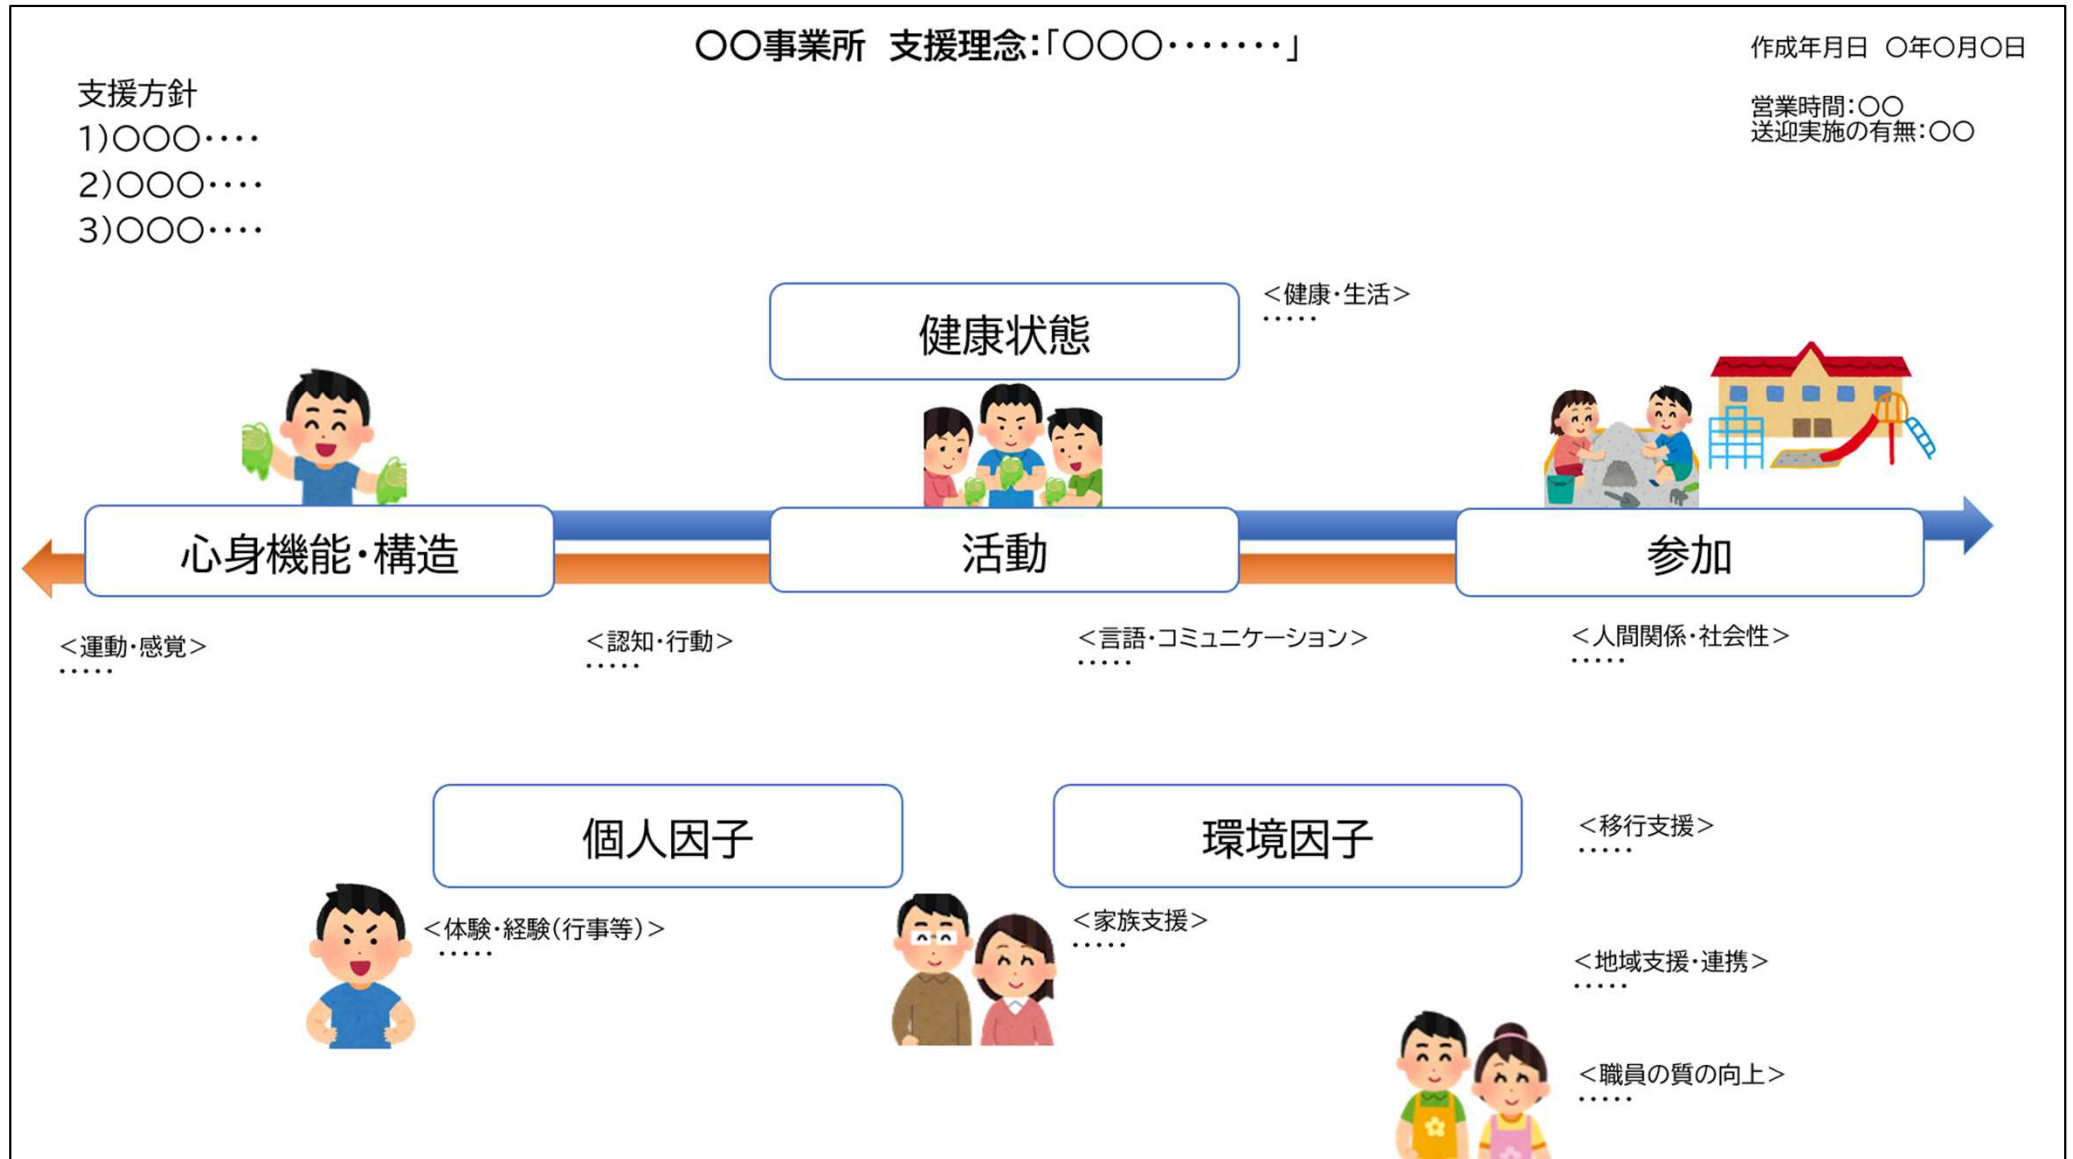 〇〇事業所　支援理念:「〇〇〇・・・・・・・」
作成年月日　〇年〇月〇日
営業時間:〇〇
送迎実施の有無:〇〇
支援方針
1)〇〇〇・・・・
2)〇〇〇・・・・
3)〇〇〇・・・・
健康状態
＜健康・生活＞
・・・・・
心身機能・構造
活動
参加
＜運動・感覚＞
・・・・・
＜認知・行動＞
・・・・・
＜言語・コミュニケーション＞
・・・・・
＜人間関係・社会性＞
・・・・・
個人因子
環境因子
＜体験・経験(行事等)＞
・・・・・
＜家族支援＞
・・・・・
＜移行支援＞
・・・・・
＜地域支援・連携＞
・・・・・
＜職員の質の向上＞
・・・・・